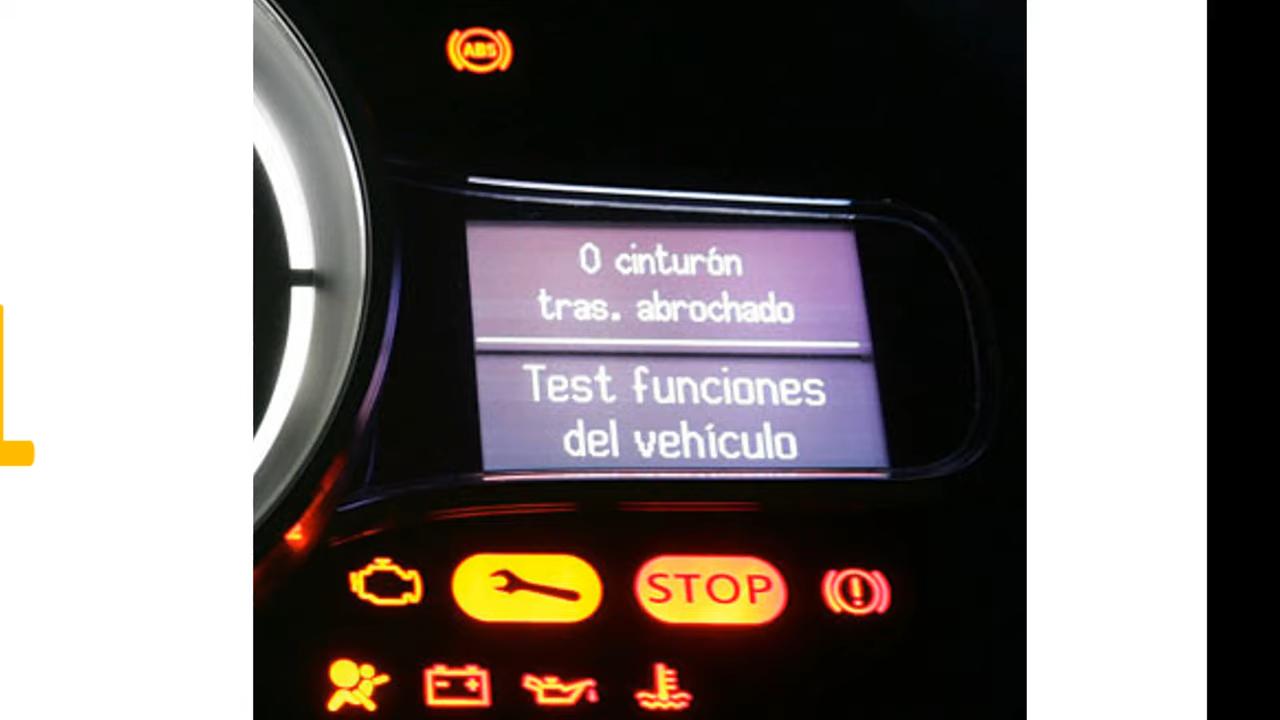 ABS
0 cinturón
tras. abrochado
Test funciones
del vehículo
STOP